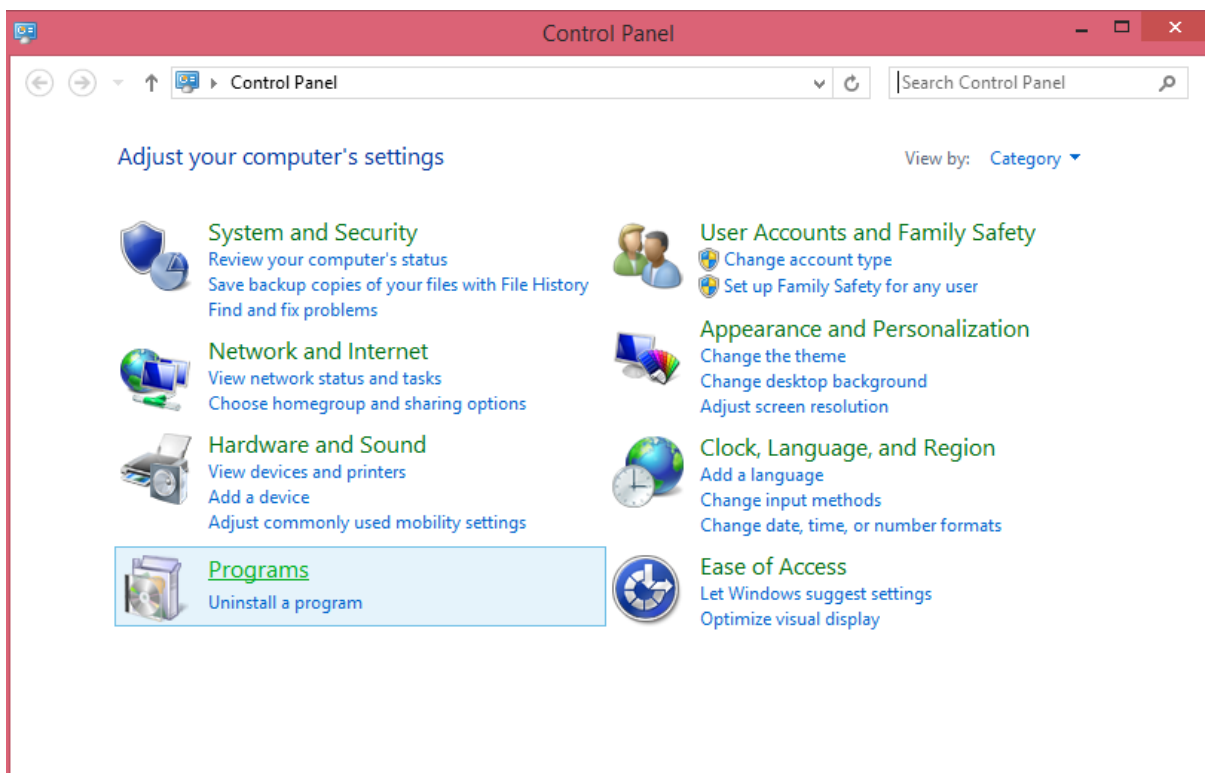 Control Panel
Control Panel
Search Control Panel
Adjust your computer's settings
View by: Category
System and Security
Review your computer's status
Save backup copies of your files with File History
Find and fix problems
Network and Internet
View network status and tasks
Choose homegroup and sharing options
Hardware and Sound
View devices and printers
Add a device
Adjust commonly used mobility settings
Programs
Uninstall a program
User Accounts and Family Safety
Change account type
Set up Family Safety for any user
Appearance and Personalization
Change the theme
Change desktop background
Adjust screen resolution
Clock, Language, and Region
Add a language
Change input methods
Change date, time, or number formats
Ease of Access
Let Windows suggest settings
Optimize visual display